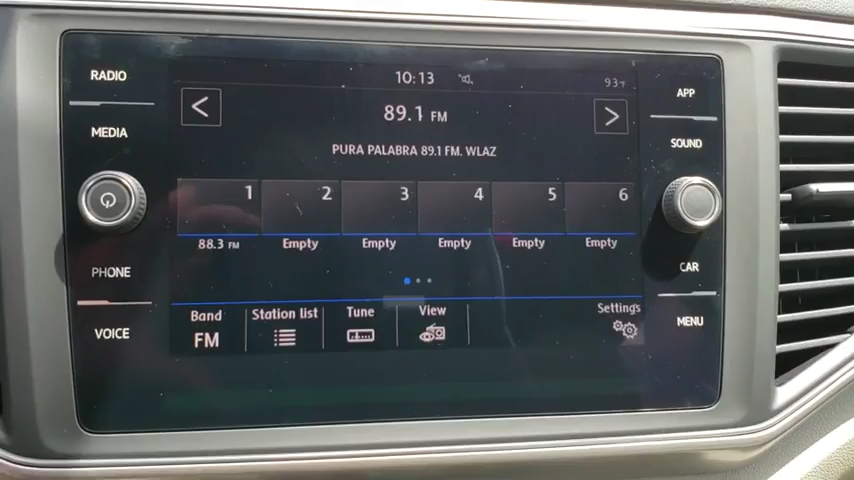 RADIO
MEDIA
PHONE
VOICE
10:13
93°F
89.1 FM
PURA PALABRA 89.1 FM. WLAZ
1 2 3 4 5 6
88.3 FM Empty Empty Empty Empty Empty
Band Station list Tune View Settings
FM
APP
SOUND
CAR
MENU